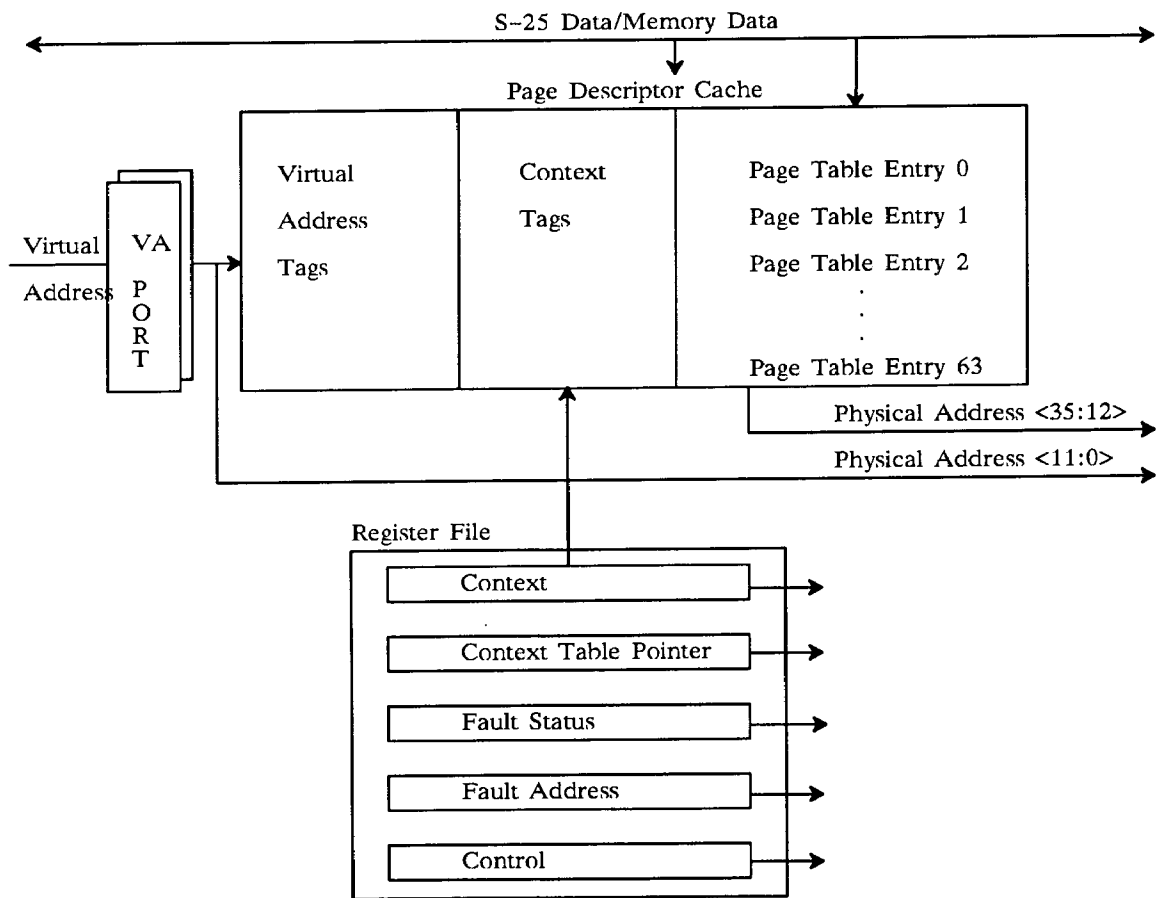 S-25 Data/Memory Data
Page Descriptor Cache
Virtual
Address
Tags
Context
Tags
Page Table Entry 0
Page Table Entry 1
Page Table Entry 2
.
.
.
Page Table Entry 63
Virtual
Address
VA
P
O
R
T
Physical Address <35:12>
Physical Address <11:0>
Register File
Context
Context Table Pointer
Fault Status
Fault Address
Control